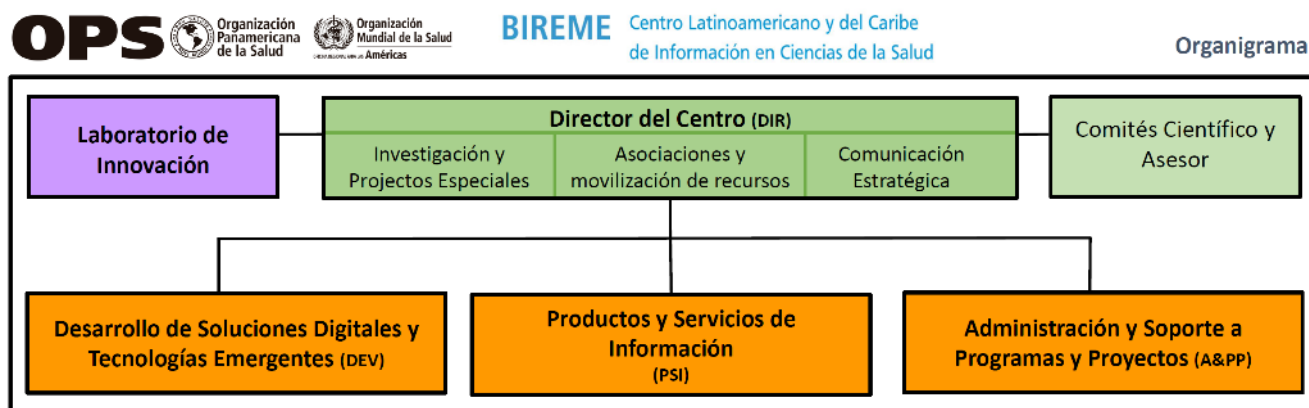 OPS
Organización
Panamericana
de la Salud
Organización
Mundial de la Salud
Américas
BIREME
Centro Latinoamericano y del Caribe
de Información en Ciencias de la Salud
Organigrama
Laboratorio de
Innovación
Director del Centro (DIR)
Investigación y
Projectos Especiales
Asociaciones y
movilización de recursos
Comunicación
Estratégica
Comités Científico y
Asesor
Desarrollo de Soluciones Digitales y
Tecnologías Emergentes (DEV)
Productos y Servicios de
Información
(PSI)
Administración y Soporte a
Programas y Proyectos (A&PP)